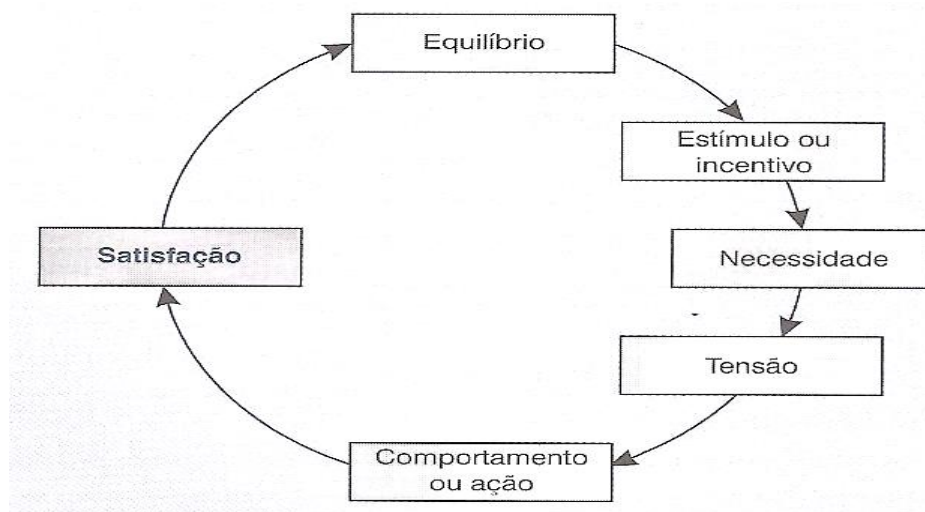 Equilíbrio
Estímulo ou
incentivo
Necessidade
Tensão
Comportamento
ou ação
Satisfação